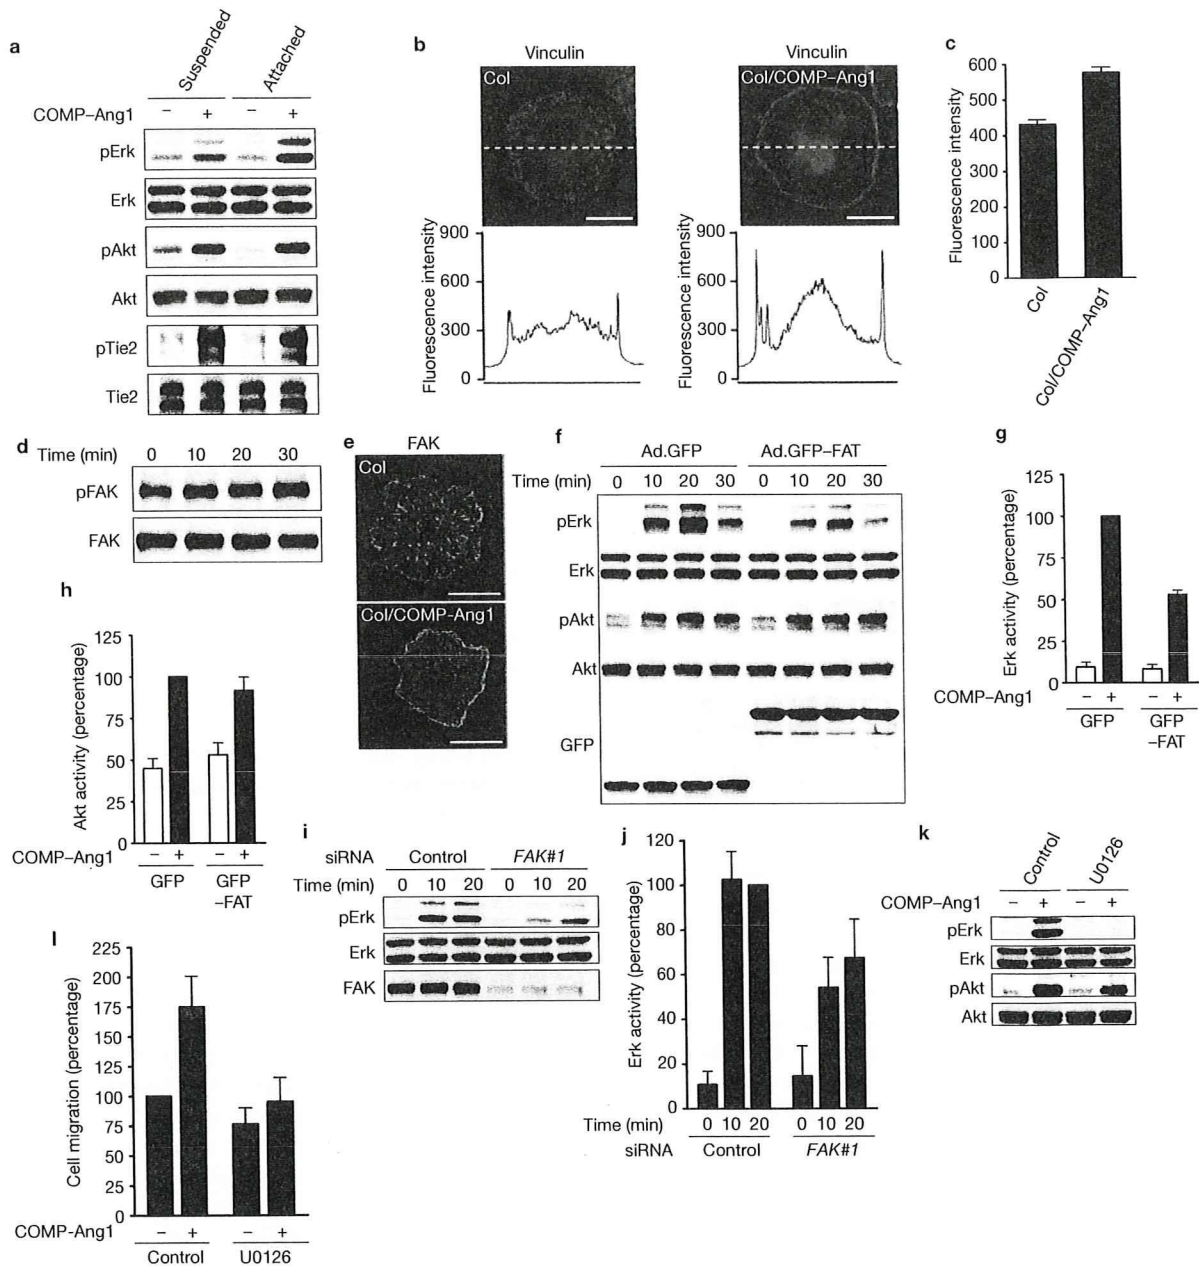 a
Suspended
Attached
COMP–Ang1 – + – +
pErk
Erk
pAkt
Akt
pTie2
Tie2
b
Vinculin
Col
Fluorescence intensity
900
600
300
0
Vinculin
Col/COMP–Ang1
Fluorescence intensity
900
600
300
0
c
Fluorescence intensity
600
500
400
300
200
100
0
Col
Col/COMP–Ang1
d
Time (min) 0 10 20 30
pFAK
FAK
e
FAK
Col
Col/COMP-Ang1
f
Ad.GFP Ad.GFP–FAT
Time (min) 0 10 20 30 0 10 20 30
pErk
Erk
pAkt
Akt
GFP
g
Erk activity (percentage)
125
100
75
50
25
0
COMP–Ang1 – + – +
GFP GFP
–FAT
h
Akt activity (percentage)
125
100
75
50
25
0
COMP–Ang1 – + – +
GFP GFP
–FAT
i
siRNA Control FAK#1
Time (min) 0 10 20 0 10 20
pErk
Erk
FAK
j
Erk activity (percentage)
120
100
80
60
40
20
0
Time (min) 0 10 20 0 10 20
siRNA Control FAK#1
k
Control
U0126
COMP–Ang1 – + – +
pErk
Erk
pAkt
Akt
l
Cell migration (percentage)
225
200
175
150
125
100
75
50
25
0
COMP-Ang1 – + – +
Control U0126